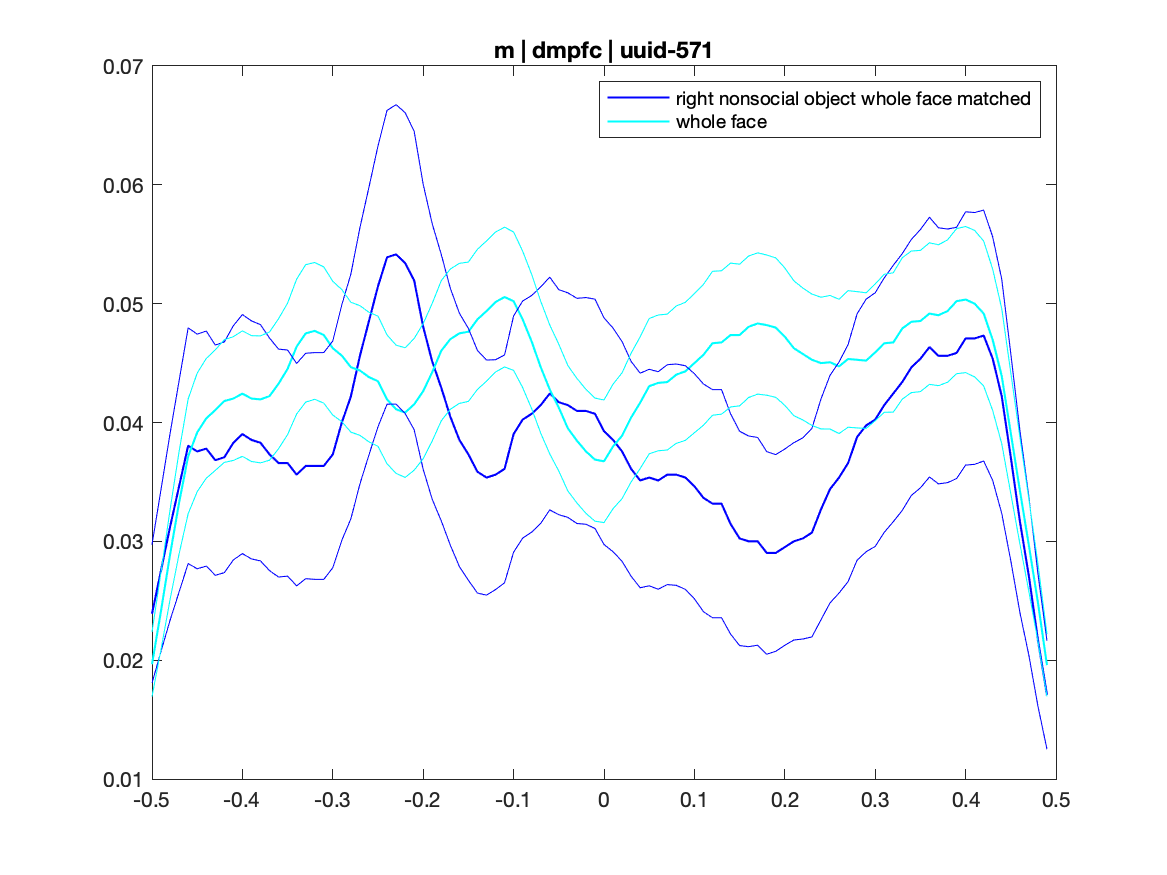 m | dmpfc | uuid-571
right nonsocial object whole face matched
whole face
0.07
0.06
0.05
0.04
0.03
0.02
0.01
-0.5 -0.4 -0.3 -0.2 -0.1 0 0.1 0.2 0.3 0.4 0.5